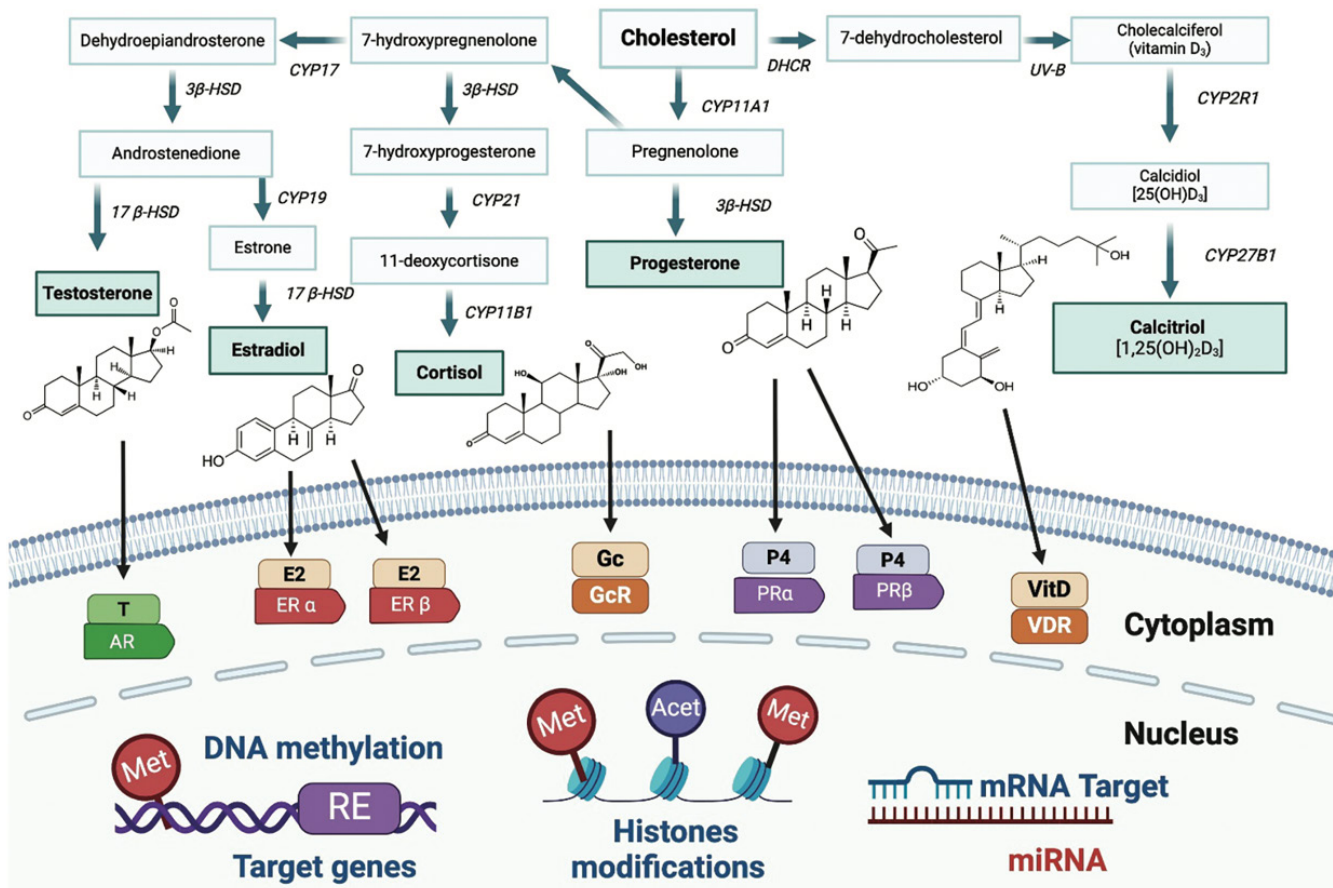 Dehydroepiandrosterone
7-hydroxypregnenolone
Cholesterol
7-dehydrocholesterol
Cholecalciferol
(vitamin D₃)
CYP17
DHCR
UV-B
3β-HSD
3β-HSD
CYP11A1
CYP2R1
Androstenedione
7-hydroxyprogesterone
Pregnenolone
Calcidiol
[25(OH)D₃]
17 β-HSD
CYP19
CYP21
3β-HSD
Estrone
11-deoxycortisone
Progesterone
CYP27B1
Testosterone
17 β-HSD
CYP11B1
Estradiol
Cortisol
Calcitriol
[1,25(OH)₂D₃]
O
O
H
H
H
H
O
O
H
H
HO
O
OH
HO
OH
O
O
H
H
H
O
H
H
OH
HO
OH
T
AR
E2
ER α
E2
ER β
Gc
GcR
P4
PRα
P4
PRβ
VitD
VDR
Cytoplasm
Nucleus
Met
DNA methylation
RE
Target genes
Met
Acet
Met
Histones
modifications
mRNA Target
miRNA